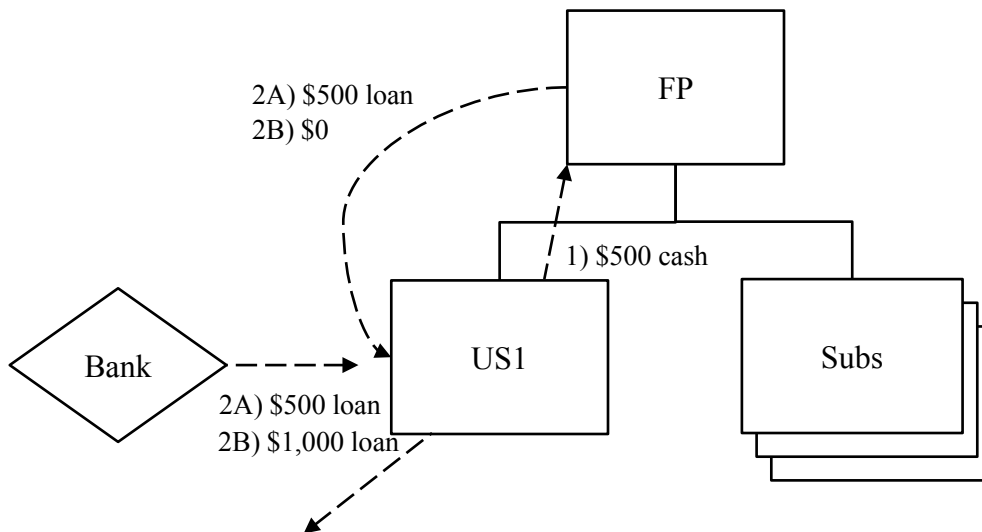 FP
2A) $500 loan
2B) $0
1) $500 cash
Bank
US1
Subs
2A) $500 loan
2B) $1,000 loan